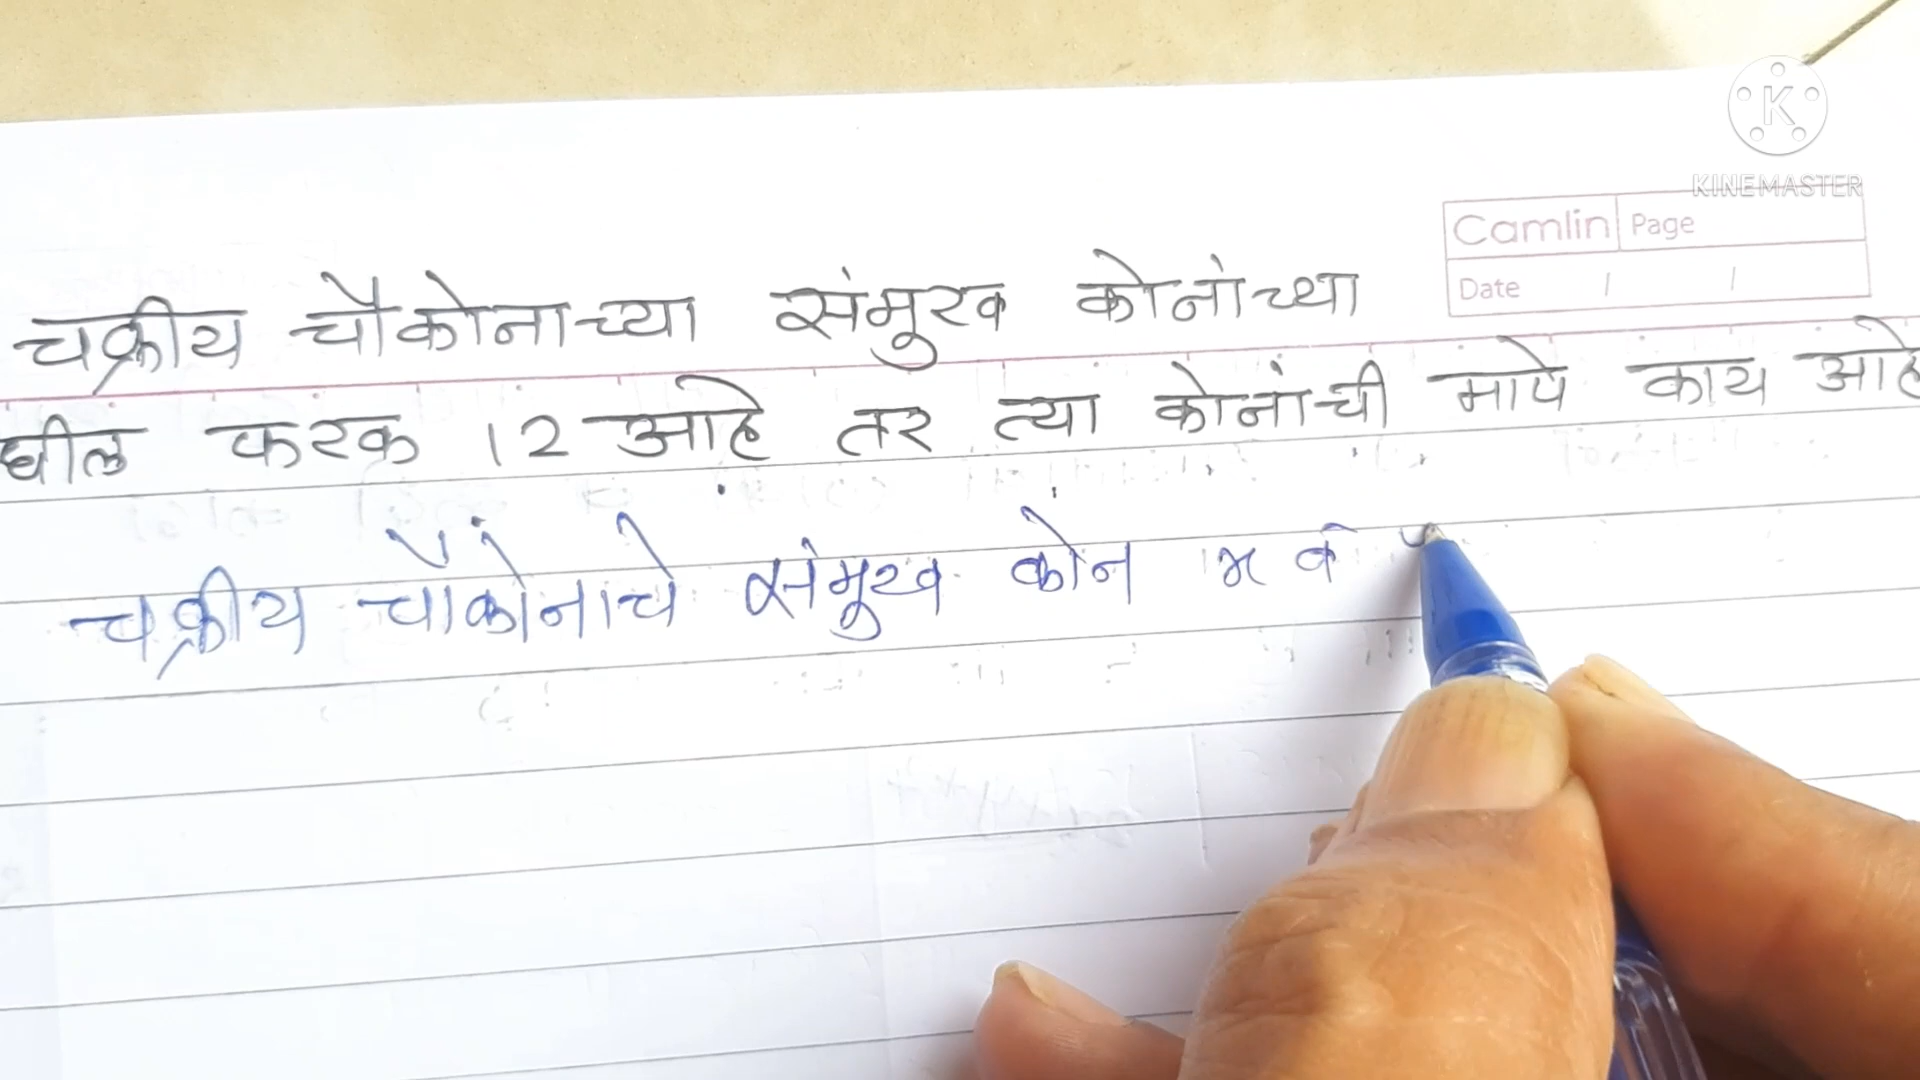 KINEMASTER
Camlin Page
Date / /
चक्रीय चौकोनाच्या संमुख कोनांच्या
फरक 12 आहे तर त्या कोनांची मापे काय आहे
चक्रीय चौकोनाचे संमुख कोन x व